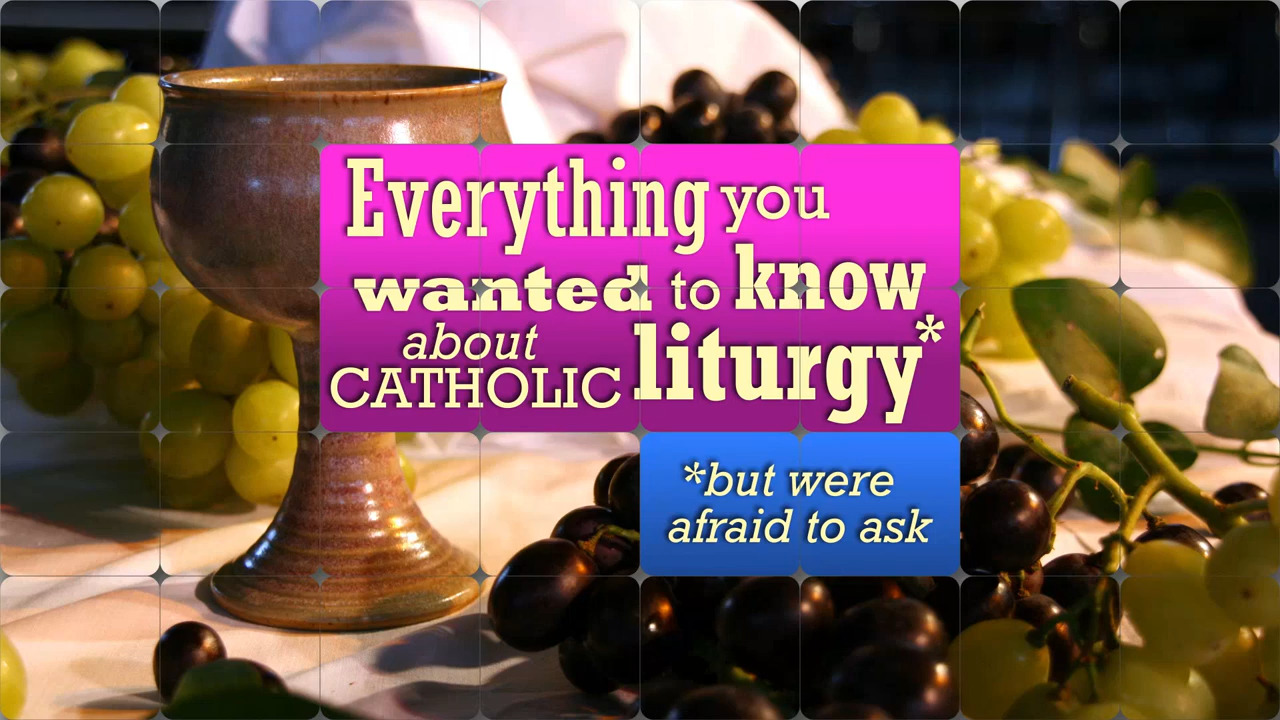 Everything you
wanted to know
about
CATHOLIC liturgy*
*but were
afraid to ask